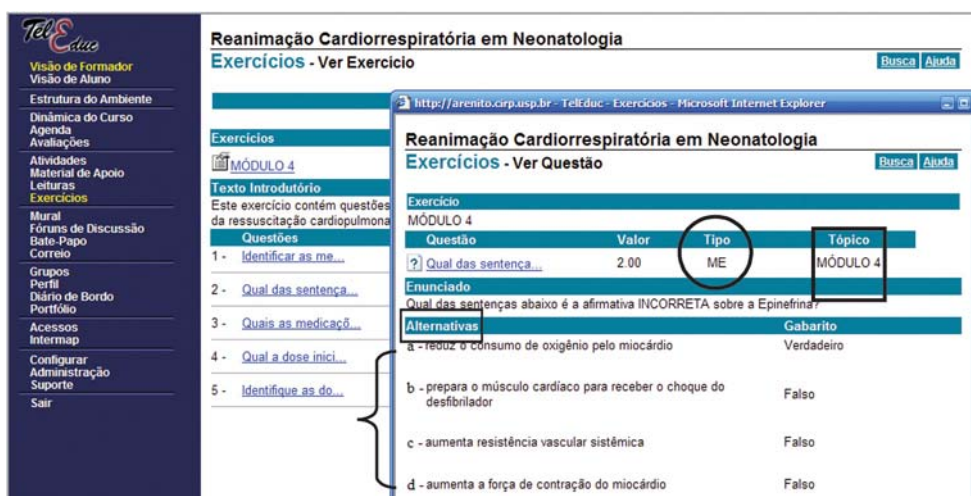 TelEduc
Visão de Formador
Visão de Aluno
Estrutura do Ambiente
Dinâmica do Curso
Agenda
Avaliações
Atividades
Material de Apoio
Leituras
Exercícios
Mural
Fóruns de Discussão
Bate-Papo
Correio
Grupos
Perfil
Diário de Bordo
Portfólio
Acessos
Intermap
Configurar
Administração
Suporte
Sair
Reanimação Cardiorrespiratória em Neonatologia
Exercícios - Ver Exercício
Busca Ajuda
Exercícios
MÓDULO 4
Texto Introdutório
Este exercício contém questões
da ressuscitação cardiopulmona
Questões
1 - Identificar as me...
2 - Qual das sentença...
3 - Quais as medicaçõ...
4 - Qual a dose inici...
5 - Identifique as do...
http://arenito.cirp.usp.br - TelEduc - Exercicios - Microsoft Internet Explorer
Reanimação Cardiorrespiratória em Neonatologia
Exercícios - Ver Questão
Busca Ajuda
Exercício
MÓDULO 4
Questão Valor Tipo Tópico
Qual das sentença... 2.00 ME MÓDULO 4
Enunciado
Qual das sentenças abaixo é a afirmativa INCORRETA sobre a Epinefrina?
Alternativas Gabarito
a - reduz o consumo de oxigênio pelo miocárdio Verdadeiro
b - prepara o músculo cardíaco para receber o choque do
desfibrilador Falso
c - aumenta resistência vascular sistêmica Falso
d - aumenta a força de contração do miocárdio Falso